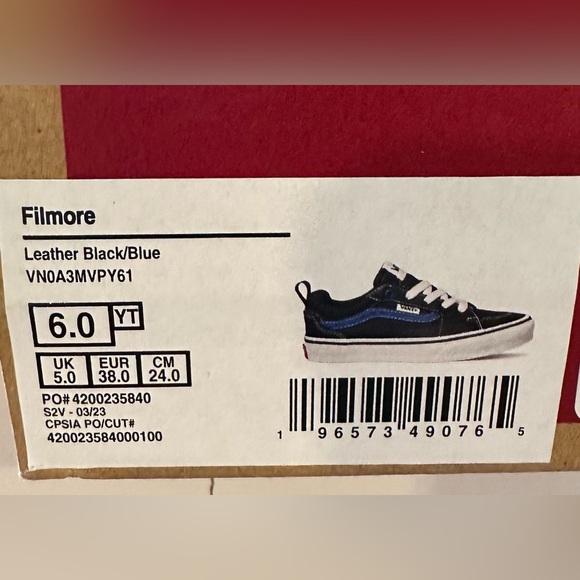 Filmore
Leather Black/Blue
VN0A3MVPY61
6.0 YT
UK EUR CM
5.0 38.0 24.0
PO# 4200235840
S2V - 03/23
CPSIA PO/CUT#
420023584000100
VANS
1 96573 49076 5